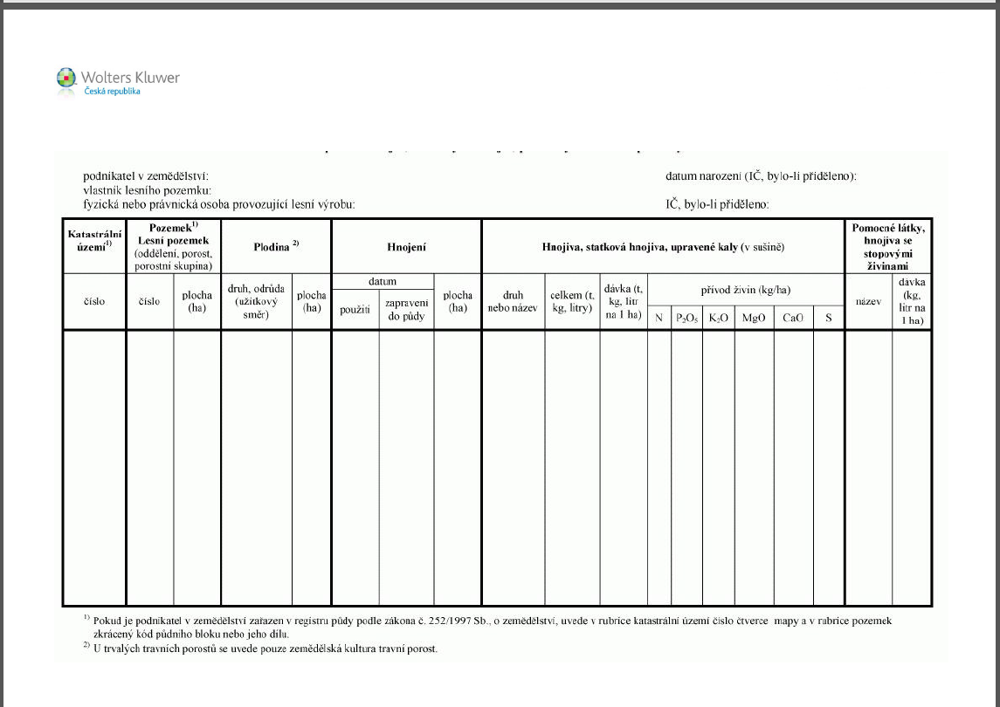 Wolters Kluwer
Česká republika
podnikatel v zemědělství:
datum narození (IČ, bylo-li přiděleno):
vlastník lesního pozemku:
fyzická nebo právnická osoba provozující lesní výrobu:
IČ, bylo-li přiděleno:
Katastrální
území1)
Pozemek1)
Lesní pozemek
(oddělení, porost,
porostní skupina)
Plodina 2)
Hnojení
Hnojiva, statková hnojiva, upravené kaly (v sušině)
Pomocné látky,
hnojiva se
stopovými
živinami
číslo
číslo
plocha
(ha)
druh, odrůda
(užitkový
směr)
plocha
(ha)
datum
použití
zapravení
do půdy
plocha
(ha)
druh
nebo název
celkem (t,
kg, litry)
dávka (t,
kg, litr
na 1 ha)
přívod živin (kg/ha)
N
P2O5
K2O
MgO
CaO
S
název
dávka
(kg,
litr na
1 ha)
1) Pokud je podnikatel v zemědělství zařazen v registru půdy podle zákona č. 252/1997 Sb., o zemědělství, uvede v rubrice katastrální území číslo čtverce mapy a v rubrice pozemek
zkrácený kód půdního bloku nebo jeho dílu.
2) U trvalých travních porostů se uvede pouze zemědělská kultura travní porost.